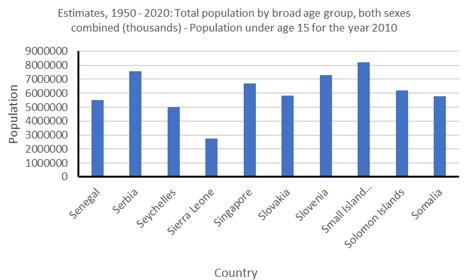 Estimates, 1950 - 2020: Total population by broad age group, both sexes
combined (thousands) - Population under age 15 for the year 2010
9000000
8000000
7000000
6000000
5000000
4000000
3000000
2000000
1000000
0
Population
Senegal
Serbia
Seychelles
Sierra Leone
Singapore
Slovakia
Slovenia
Small Island...
Solomon Islands
Somalia
Country